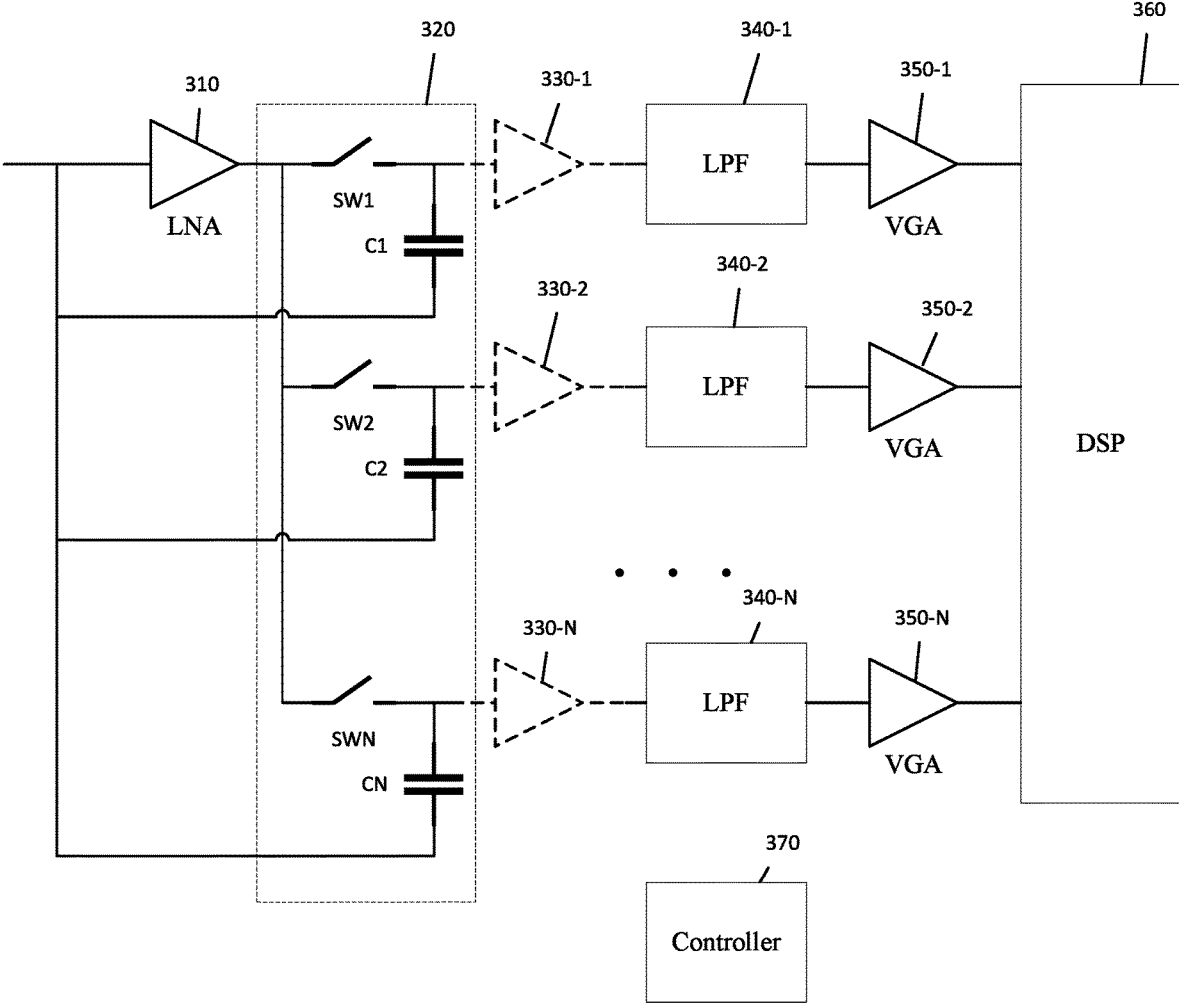 360
320
340-1
350-1
310
330-1
LPF
SW1
LNA
VGA
C1
340-2
330-2
350-2
LPF
SW2
VGA
DSP
C2
340-N
350-N
330-N
LPF
SWN
VGA
CN
370
Controller